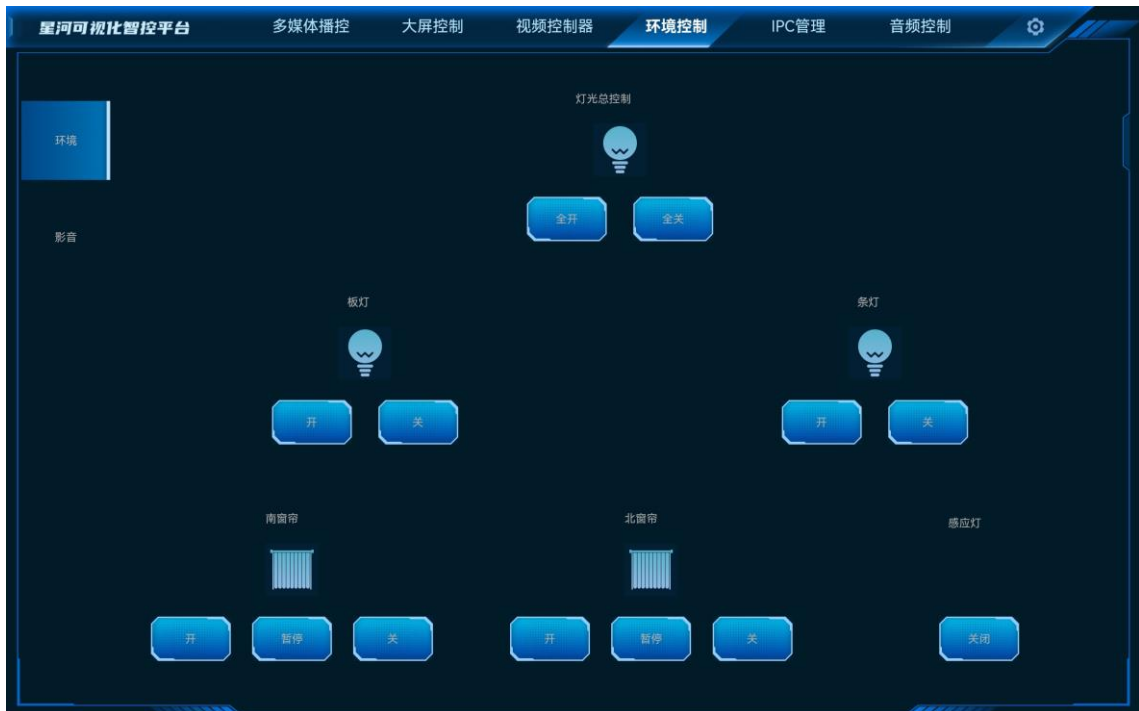 星河可视化智控平台 多媒体播控 大屏控制 视频控制器 环境控制 IPC管理 音频控制
灯光总控制
环境
全开 全关
影音
板灯 条灯
开 关 开 关
南窗帘 北窗帘 感应灯
开 暂停 关 开 暂停 关 关闭